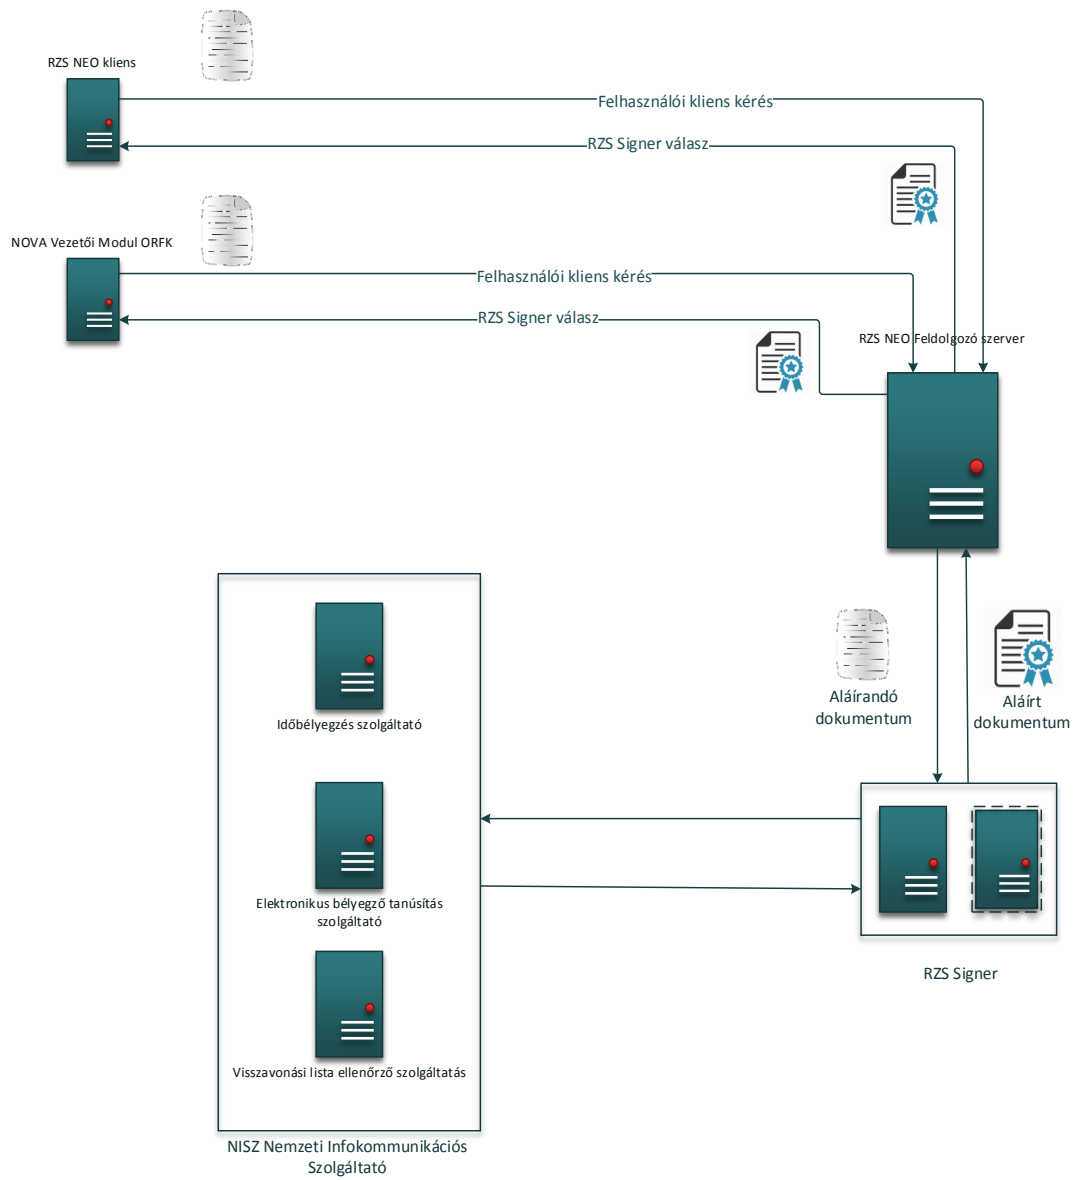 RZS NEO kliens
Felhasználói kliens kérés
RZS Signer válasz
NOVA Vezetői Modul ORFK
Felhasználói kliens kérés
RZS Signer válasz
RZS NEO Feldolgozó szerver
Aláírandó
dokumentum
Aláírt
dokumentum
Időbélyegzés szolgáltató
Elektronikus bélyegző tanúsítás
szolgáltató
RZS Signer
Visszavonási lista ellenőrző szolgáltatás
NISZ Nemzeti Infokommunikációs
Szolgáltató